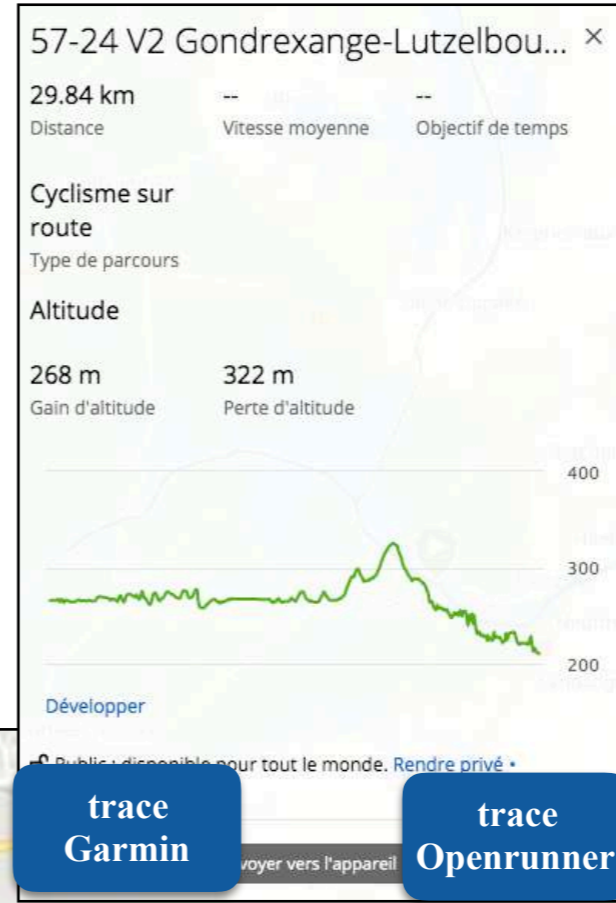 57-24 V2 Gondrexange-Lutzelbou... ×
29.84 km -- --
Distance Vitesse moyenne Objectif de temps
Cyclisme sur
route
Type de parcours
Altitude
268 m 322 m
Gain d'altitude Perte d'altitude
400
300
200
Développer
Public : disponible pour tout le monde. Rendre privé •
trace
Garmin
voyer vers l'appareil
trace
Openrunner